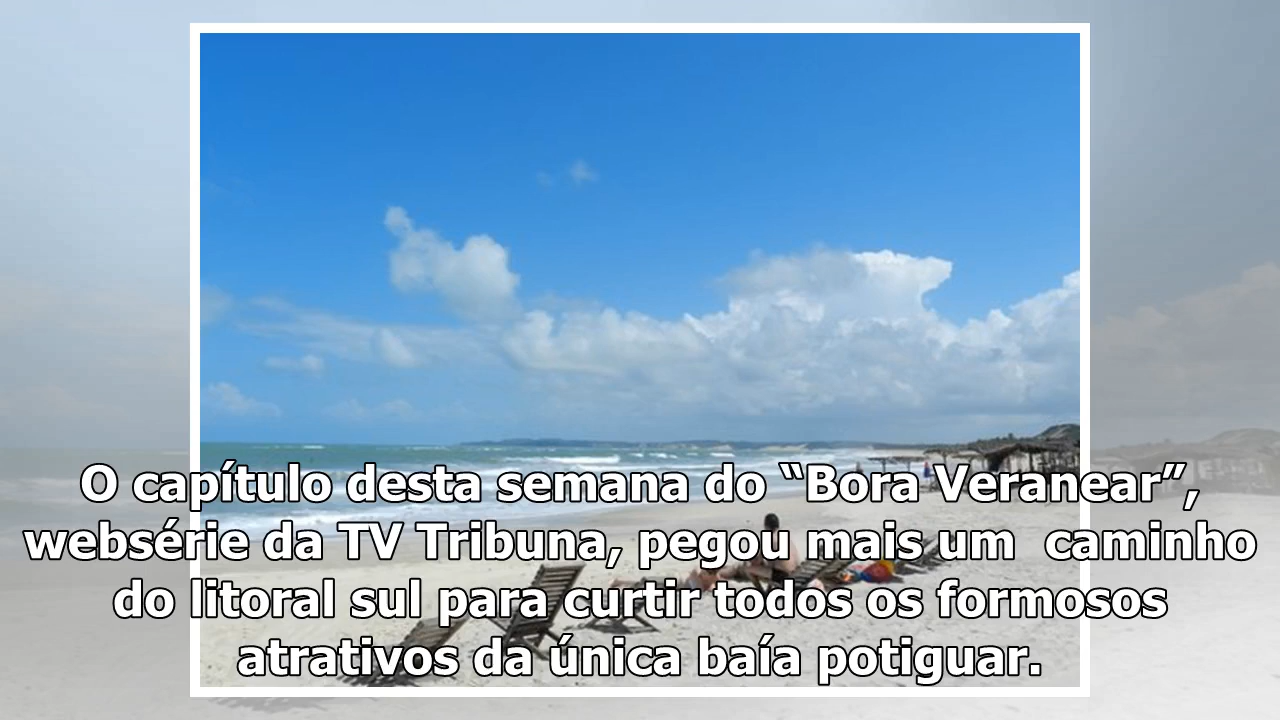 O capítulo desta semana do “Bora Veranear”,
websérie da TV Tribuna, pegou mais um  caminho
do litoral sul para curtir todos os formosos
atrativos da única baía potiguar.